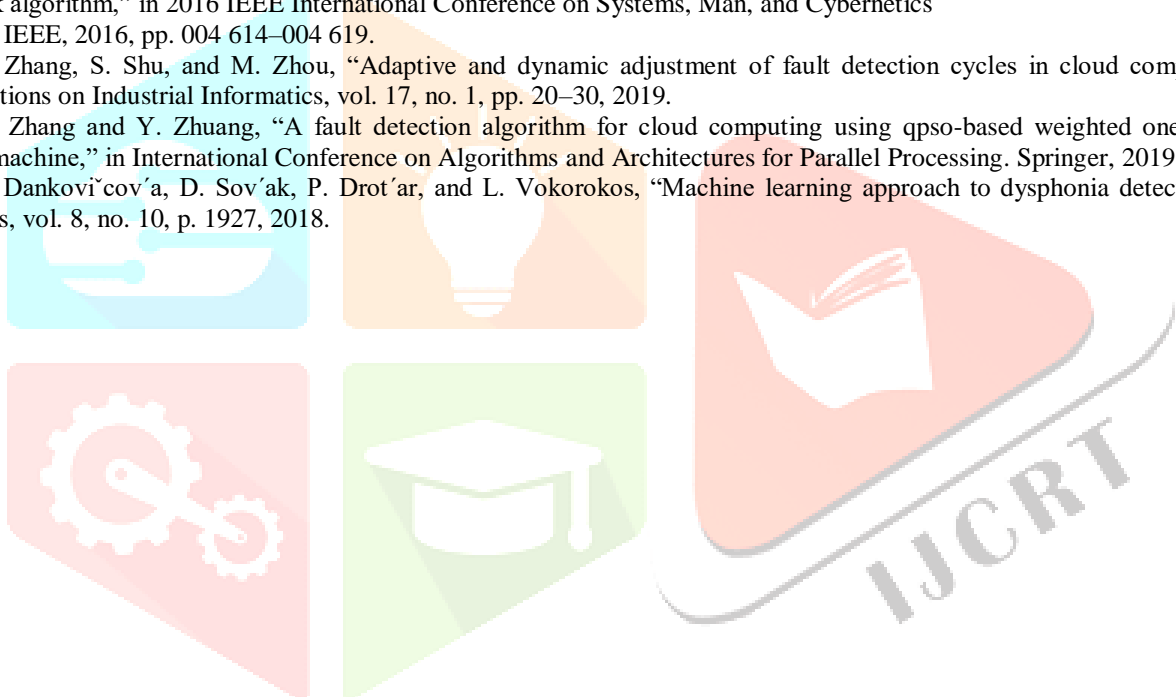 algorithm,” in 2016 IEEE International Conference on Systems, Man, and Cybernetics
IEEE, 2016, pp. 004 614–004 619.
Zhang, S. Shu, and M. Zhou, “Adaptive and dynamic adjustment of fault detection cycles in cloud com
tions on Industrial Informatics, vol. 17, no. 1, pp. 20–30, 2019.
Zhang and Y. Zhuang, “A fault detection algorithm for cloud computing using qpso-based weighted one
machine,” in International Conference on Algorithms and Architectures for Parallel Processing. Springer, 2019
Dankoviˇcov´a, D. Sov´ak, P. Drot´ar, and L. Vokorokos, “Machine learning approach to dysphonia detec
s, vol. 8, no. 10, p. 1927, 2018.
IJCRT